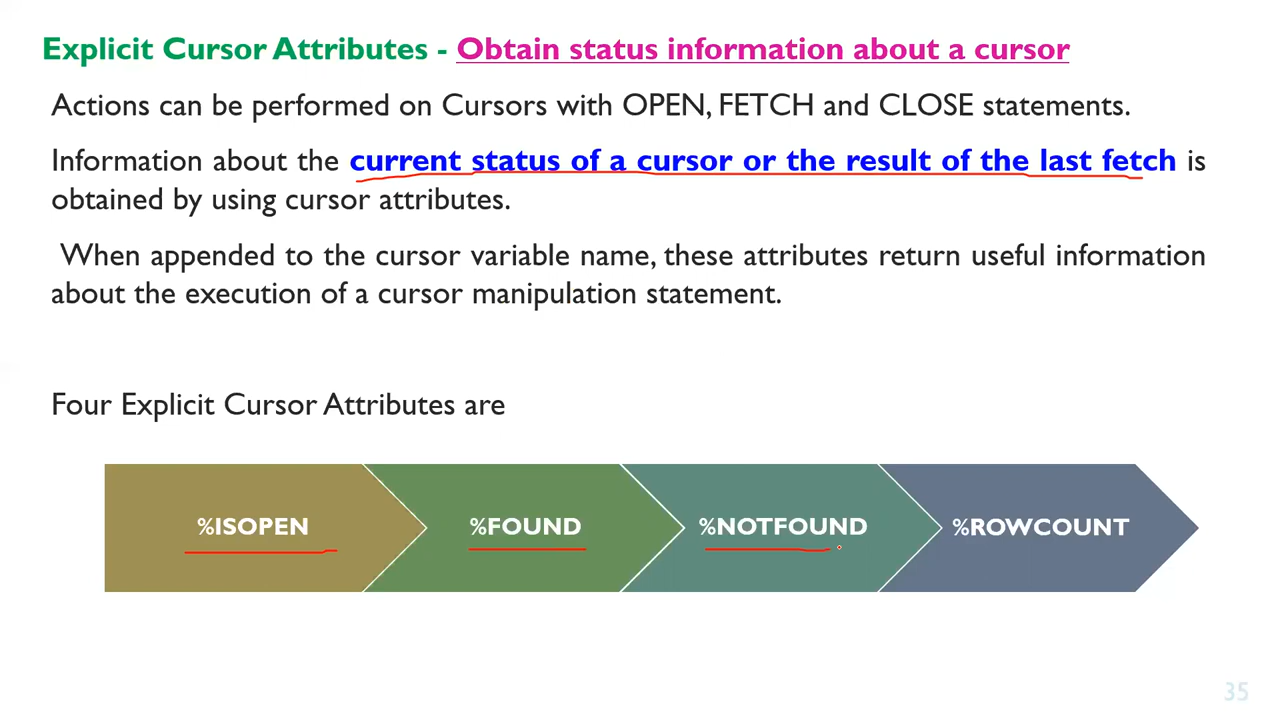 Explicit Cursor Attributes - Obtain status information about a cursor
Actions can be performed on Cursors with OPEN, FETCH and CLOSE statements.
Information about the current status of a cursor or the result of the last fetch is
obtained by using cursor attributes.
When appended to the cursor variable name, these attributes return useful information
about the execution of a cursor manipulation statement.
Four Explicit Cursor Attributes are
%ISOPEN
%FOUND
%NOTFOUND
%ROWCOUNT
35